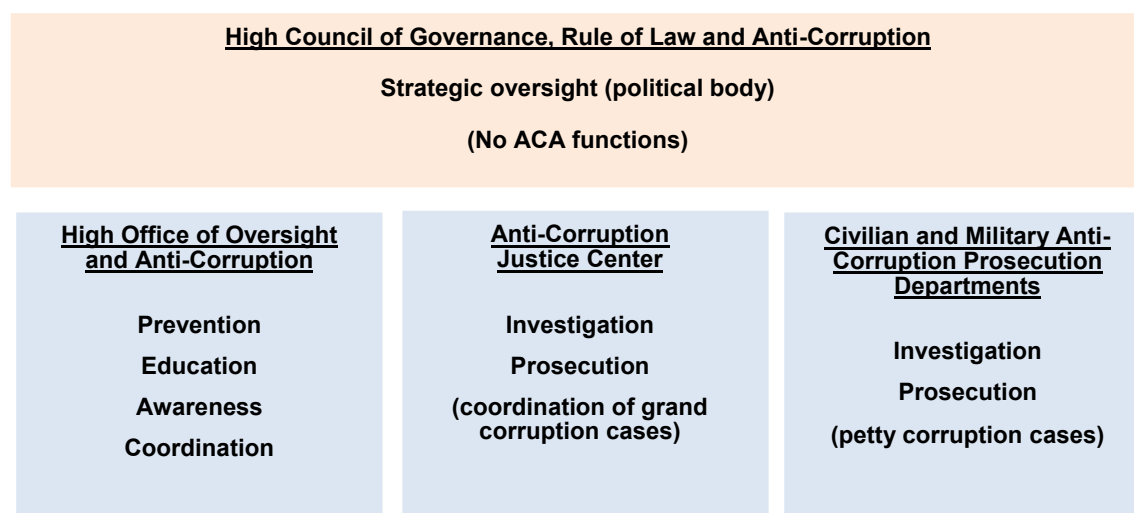 High Council of Governance, Rule of Law and Anti-Corruption
Strategic oversight (political body)
(No ACA functions)
High Office of Oversight
and Anti-Corruption
Prevention
Education
Awareness
Coordination
Anti-Corruption
Justice Center
Investigation
Prosecution
(coordination of grand
corruption cases)
Civilian and Military Anti-
Corruption Prosecution
Departments
Investigation
Prosecution
(petty corruption cases)